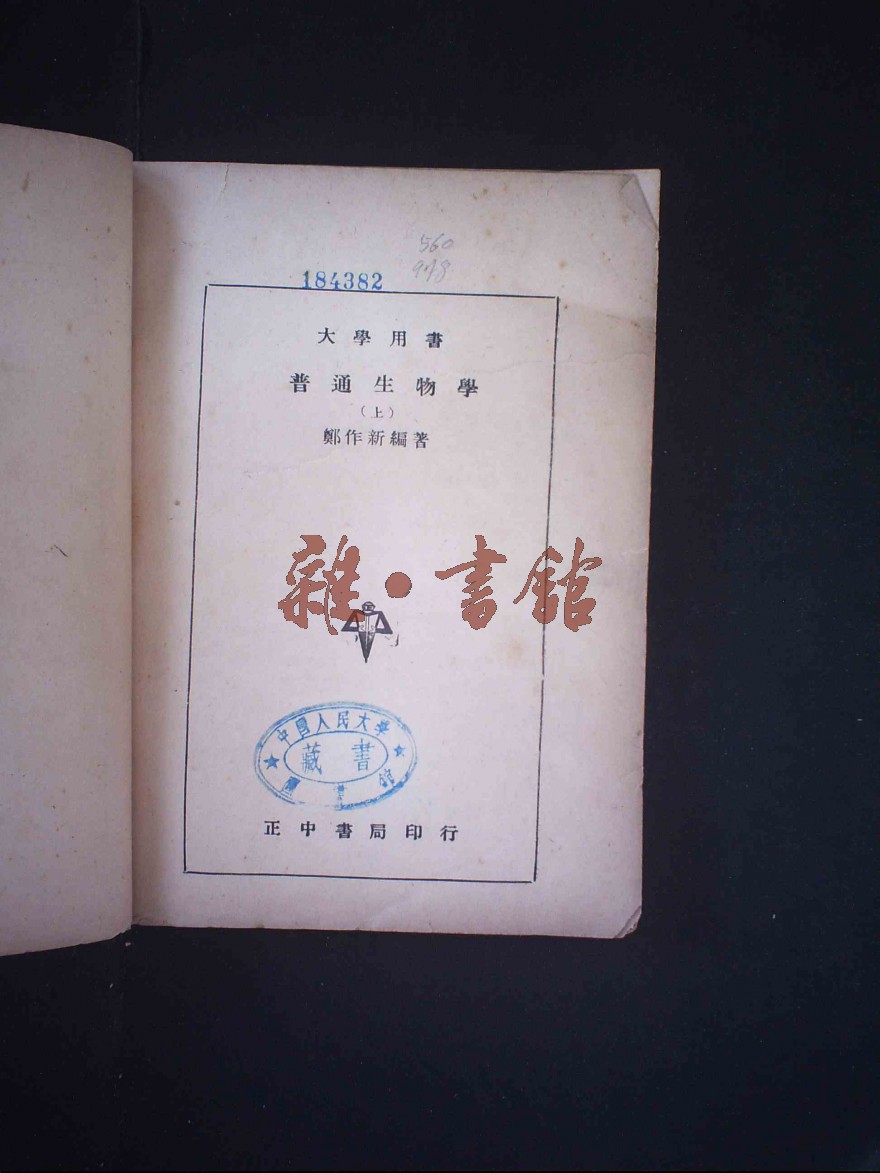 560
184382
大學用書
普通生物學
（上）
鄭作新編著
雜·書館
中國人民大學
藏書
館
正中書局印行